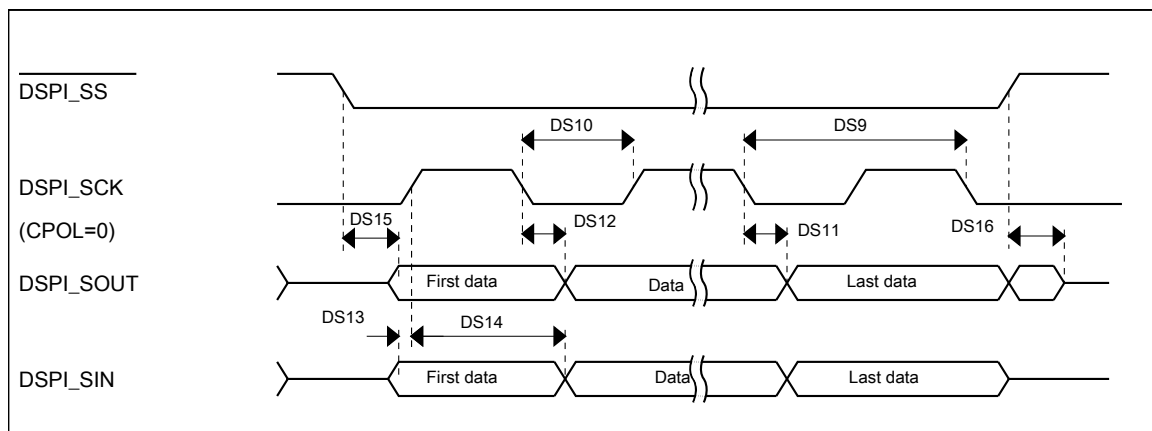 DSPI_SS
DS10
DS9
DSPI_SCK
(CPOL=0)
DS15
DS12
DS11
DS16
DSPI_SOUT
First data
Data
Last data
DS13
DS14
DSPI_SIN
First data
Data
Last data